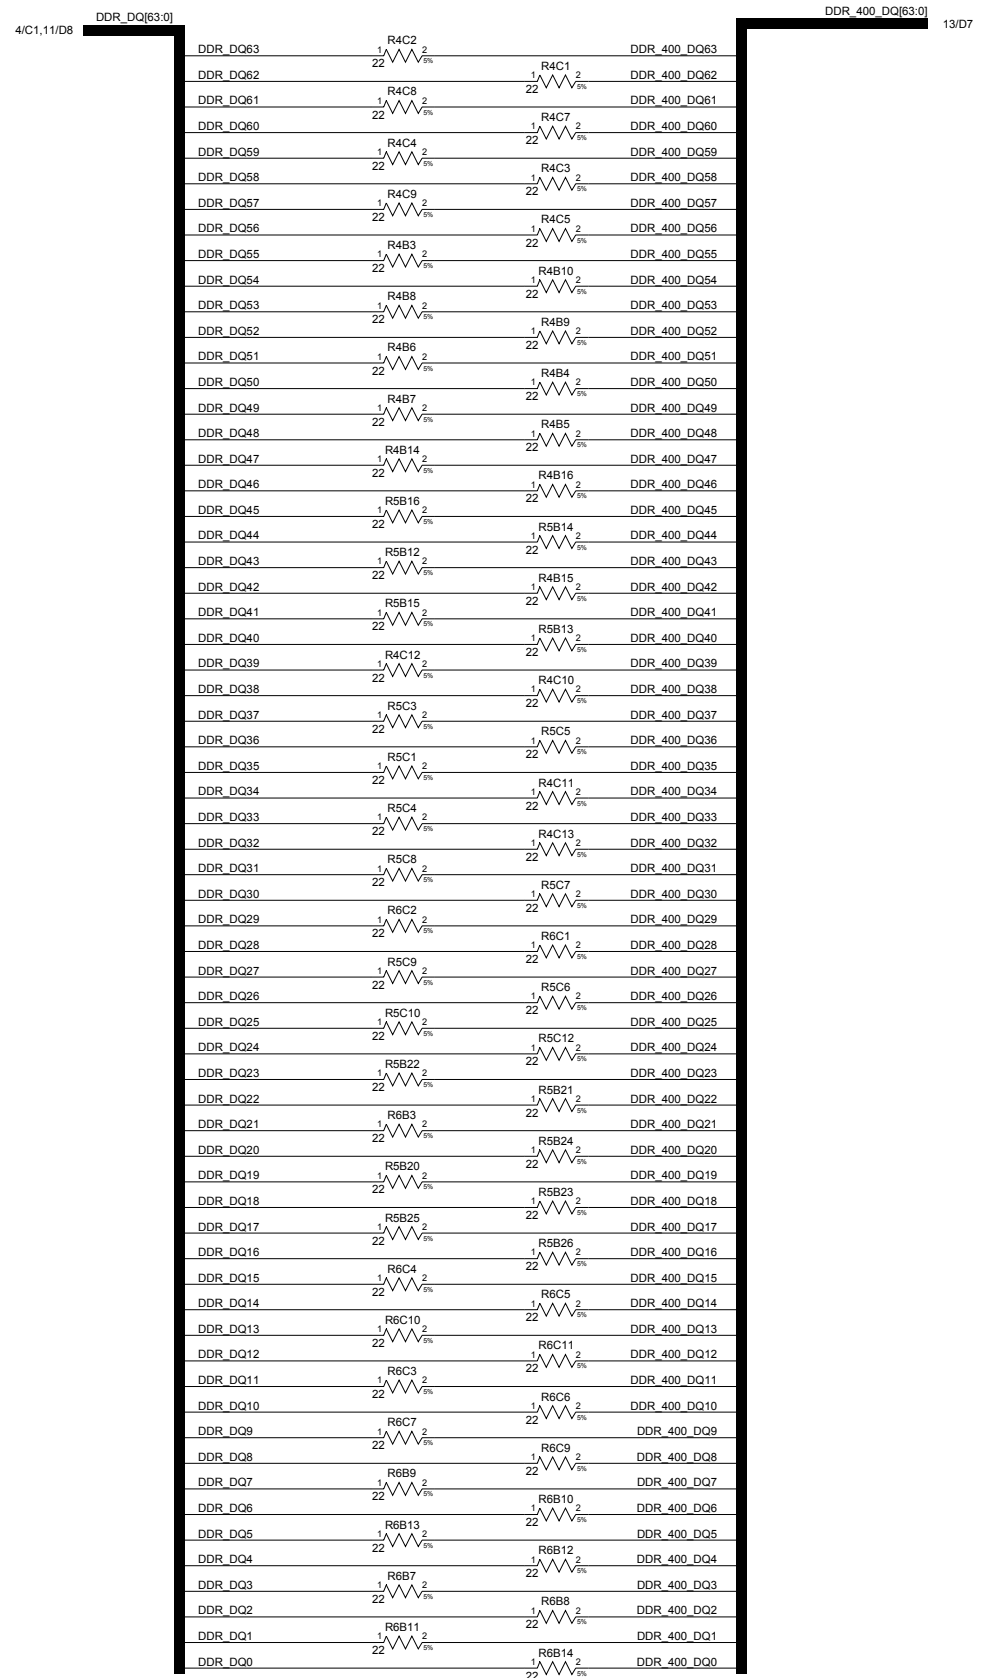 DDR_DQ[63:0] DDR_400_DQ[63:0]
4/C1,11/D8 13/D7
DDR_DQ63 1 R4C2 2 22 5% DDR_400_DQ63
DDR_DQ62 1 R4C1 2 22 5% DDR_400_DQ62
DDR_DQ61 1 R4C8 2 22 5% DDR_400_DQ61
DDR_DQ60 1 R4C7 2 22 5% DDR_400_DQ60
DDR_DQ59 1 R4C4 2 22 5% DDR_400_DQ59
DDR_DQ58 1 R4C3 2 22 5% DDR_400_DQ58
DDR_DQ57 1 R4C9 2 22 5% DDR_400_DQ57
DDR_DQ56 1 R4C5 2 22 5% DDR_400_DQ56
DDR_DQ55 1 R4B3 2 22 5% DDR_400_DQ55
DDR_DQ54 1 R4B10 2 22 5% DDR_400_DQ54
DDR_DQ53 1 R4B8 2 22 5% DDR_400_DQ53
DDR_DQ52 1 R4B9 2 22 5% DDR_400_DQ52
DDR_DQ51 1 R4B6 2 22 5% DDR_400_DQ51
DDR_DQ50 1 R4B4 2 22 5% DDR_400_DQ50
DDR_DQ49 1 R4B7 2 22 5% DDR_400_DQ49
DDR_DQ48 1 R4B5 2 22 5% DDR_400_DQ48
DDR_DQ47 1 R4B14 2 22 5% DDR_400_DQ47
DDR_DQ46 1 R4B16 2 22 5% DDR_400_DQ46
DDR_DQ45 1 R5B16 2 22 5% DDR_400_DQ45
DDR_DQ44 1 R5B14 2 22 5% DDR_400_DQ44
DDR_DQ43 1 R5B12 2 22 5% DDR_400_DQ43
DDR_DQ42 1 R4B15 2 22 5% DDR_400_DQ42
DDR_DQ41 1 R5B15 2 22 5% DDR_400_DQ41
DDR_DQ40 1 R5B13 2 22 5% DDR_400_DQ40
DDR_DQ39 1 R4C12 2 22 5% DDR_400_DQ39
DDR_DQ38 1 R4C10 2 22 5% DDR_400_DQ38
DDR_DQ37 1 R5C3 2 22 5% DDR_400_DQ37
DDR_DQ36 1 R5C5 2 22 5% DDR_400_DQ36
DDR_DQ35 1 R5C1 2 22 5% DDR_400_DQ35
DDR_DQ34 1 R4C11 2 22 5% DDR_400_DQ34
DDR_DQ33 1 R5C4 2 22 5% DDR_400_DQ33
DDR_DQ32 1 R4C13 2 22 5% DDR_400_DQ32
DDR_DQ31 1 R5C8 2 22 5% DDR_400_DQ31
DDR_DQ30 1 R5C7 2 22 5% DDR_400_DQ30
DDR_DQ29 1 R6C2 2 22 5% DDR_400_DQ29
DDR_DQ28 1 R6C1 2 22 5% DDR_400_DQ28
DDR_DQ27 1 R5C9 2 22 5% DDR_400_DQ27
DDR_DQ26 1 R5C6 2 22 5% DDR_400_DQ26
DDR_DQ25 1 R5C10 2 22 5% DDR_400_DQ25
DDR_DQ24 1 R5C12 2 22 5% DDR_400_DQ24
DDR_DQ23 1 R5B22 2 22 5% DDR_400_DQ23
DDR_DQ22 1 R5B21 2 22 5% DDR_400_DQ22
DDR_DQ21 1 R6B3 2 22 5% DDR_400_DQ21
DDR_DQ20 1 R5B24 2 22 5% DDR_400_DQ20
DDR_DQ19 1 R5B20 2 22 5% DDR_400_DQ19
DDR_DQ18 1 R5B23 2 22 5% DDR_400_DQ18
DDR_DQ17 1 R5B25 2 22 5% DDR_400_DQ17
DDR_DQ16 1 R5B26 2 22 5% DDR_400_DQ16
DDR_DQ15 1 R6C4 2 22 5% DDR_400_DQ15
DDR_DQ14 1 R6C5 2 22 5% DDR_400_DQ14
DDR_DQ13 1 R6C10 2 22 5% DDR_400_DQ13
DDR_DQ12 1 R6C11 2 22 5% DDR_400_DQ12
DDR_DQ11 1 R6C3 2 22 5% DDR_400_DQ11
DDR_DQ10 1 R6C6 2 22 5% DDR_400_DQ10
DDR_DQ9 1 R6C7 2 22 5% DDR_400_DQ9
DDR_DQ8 1 R6C9 2 22 5% DDR_400_DQ8
DDR_DQ7 1 R6B9 2 22 5% DDR_400_DQ7
DDR_DQ6 1 R6B10 2 22 5% DDR_400_DQ6
DDR_DQ5 1 R6B13 2 22 5% DDR_400_DQ5
DDR_DQ4 1 R6B12 2 22 5% DDR_400_DQ4
DDR_DQ3 1 R6B7 2 22 5% DDR_400_DQ3
DDR_DQ2 1 R6B8 2 22 5% DDR_400_DQ2
DDR_DQ1 1 R6B11 2 22 5% DDR_400_DQ1
DDR_DQ0 1 R6B14 2 22 5% DDR_400_DQ0